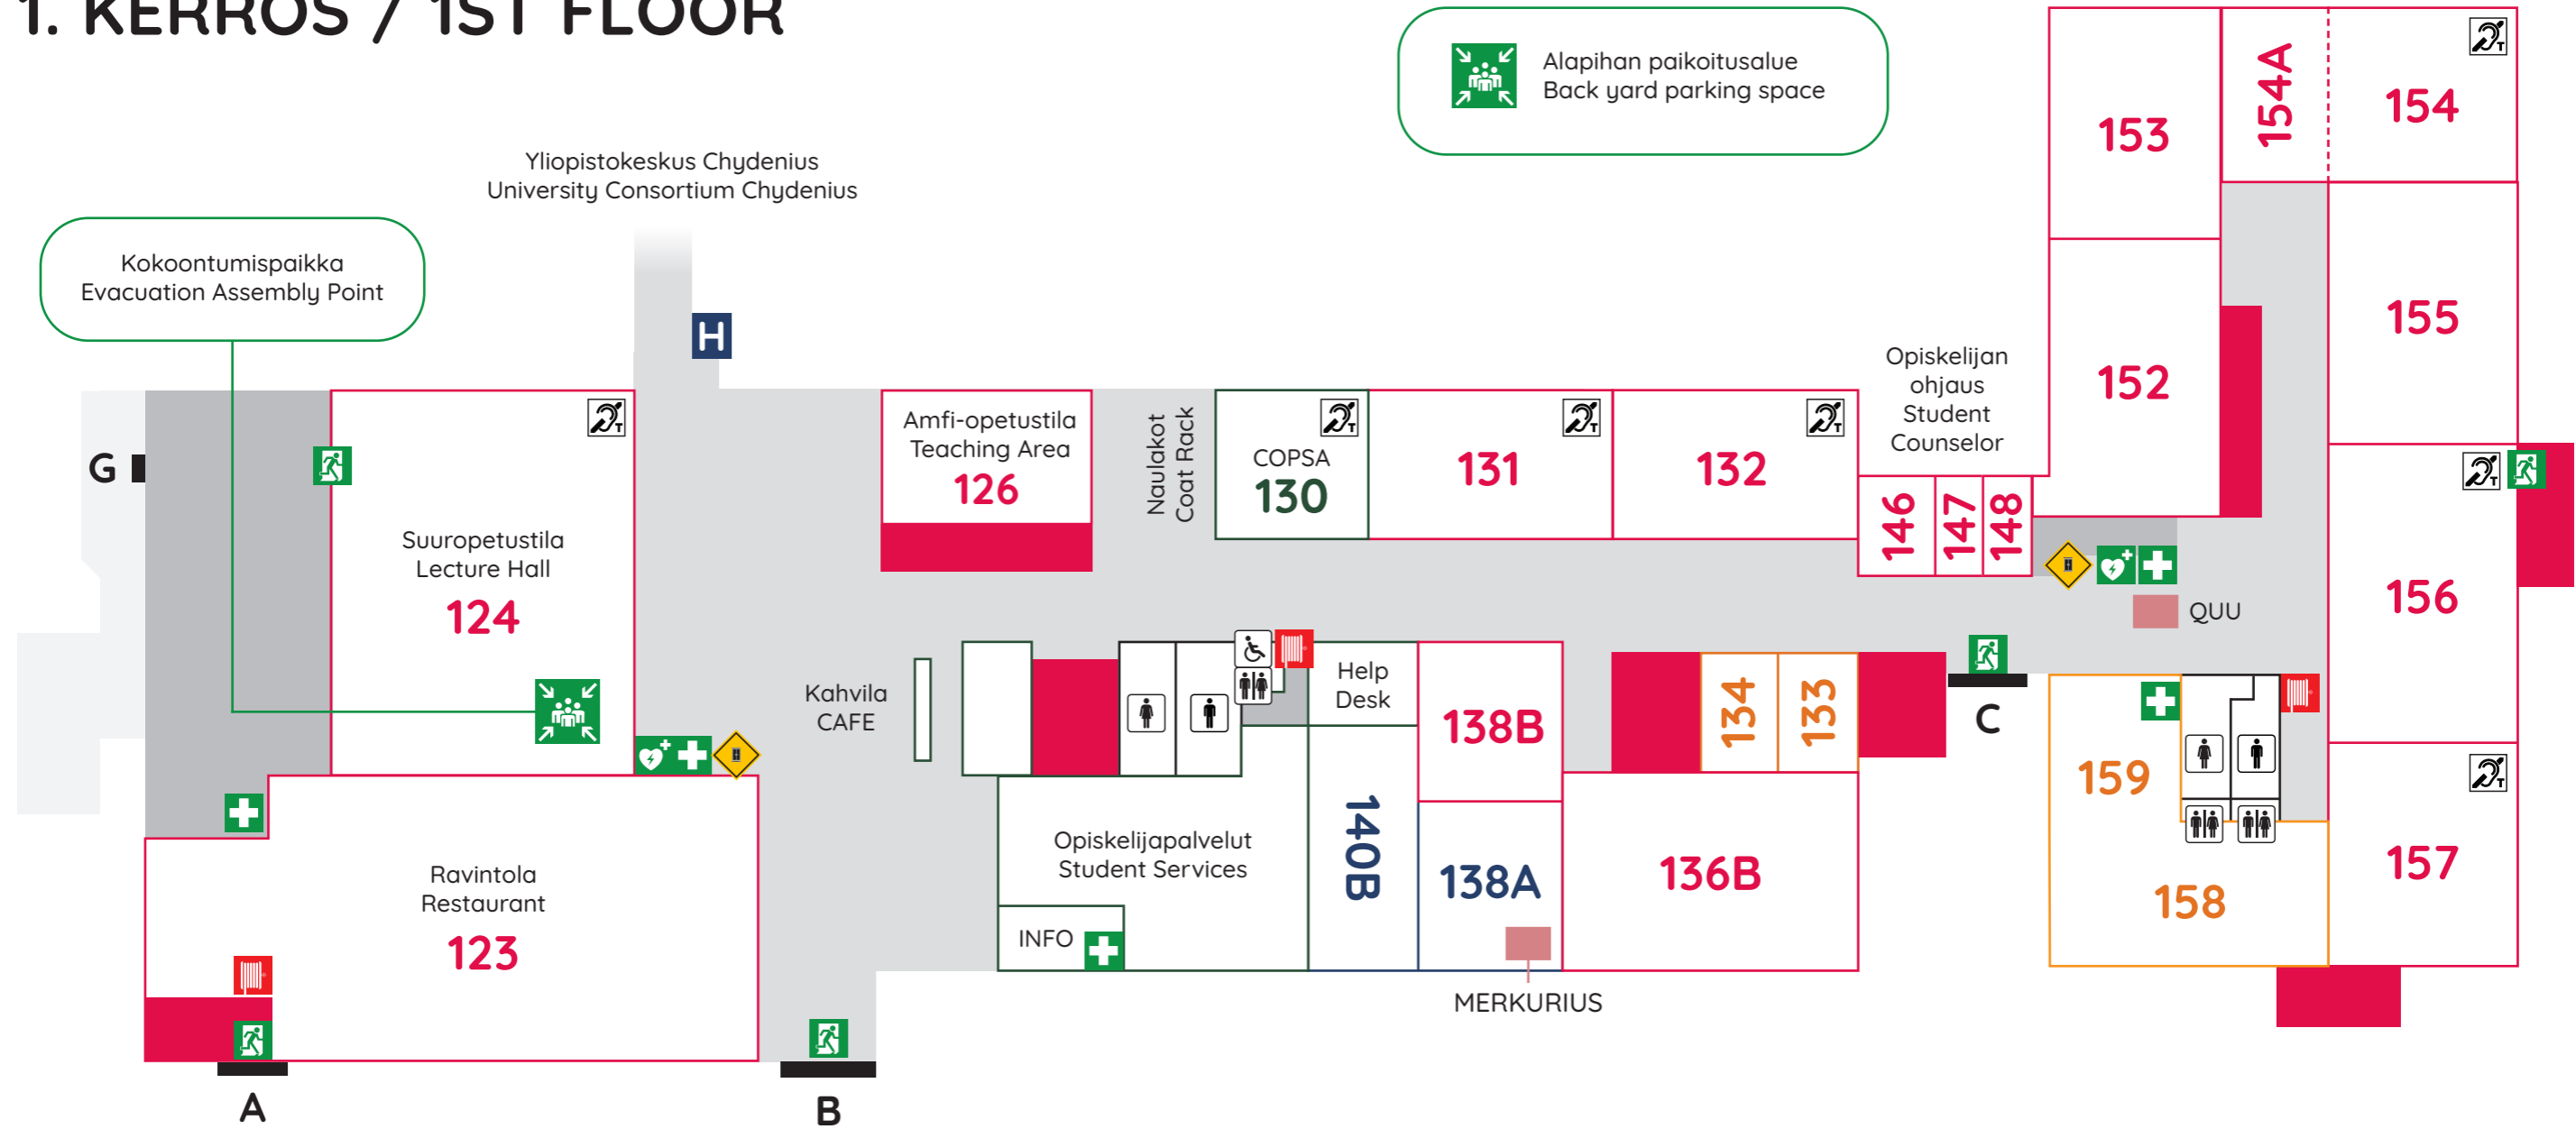 1. KERROS / 1ST FLOOR
Alapihan paikoitusalue
Back yard parking space
Yliopistokeskus Chydenius
University Consortium Chydenius
Kokoontumispaikka
Evacuation Assembly Point
H
G
Suuropetustila
Lecture Hall
124
Amfi-opetustila
Teaching Area
126
Naulakot
Coat Rack
COPSA
130
T
131
T
132
T
T
Opiskelijan
ohjaus
Student
Counselor
146
147
148
153
154A
154
T
152
155
156
T
QUU
Kahvila
CAFE
Help
Desk
138B
134
133
C
159
158
157
T
Opiskelijapalvelut
Student Services
INFO
140B
138A
136B
MERKURIUS
Ravintola
Restaurant
123
A
B